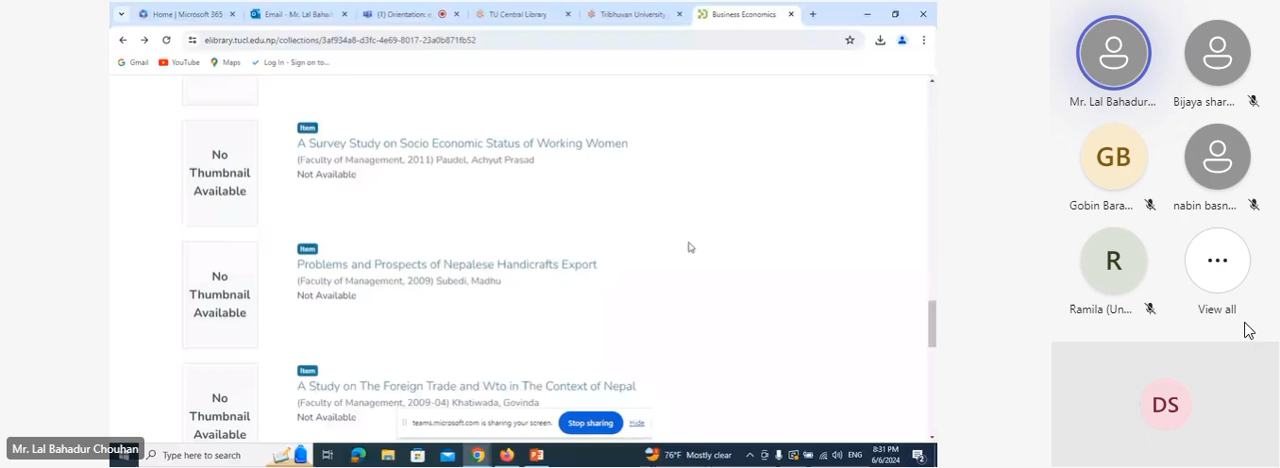 Home | Microsoft 365
Email - Mr. Lal Bahad
(1) Orientation: e
TU Central Library
Tribhuvan University
Business Economics
elibrary.tucl.edu.np/collections/3af934a8-d3fc-4e69-8017-23a0b871fb52
Gmail
YouTube
Maps
Log In - Sign on to...
No Thumbnail Available
Item
A Survey Study on Socio Economic Status of Working Women
(Faculty of Management, 2011) Paudel, Achyut Prasad
Not Available
No Thumbnail Available
Item
Problems and Prospects of Nepalese Handicrafts Export
(Faculty of Management, 2009) Subedi, Madhu
Not Available
No Thumbnail Available
Item
A Study on The Foreign Trade and Wto in The Context of Nepal
(Faculty of Management, 2009-04) Khatiwada, Govinda
Not Available
teams.microsoft.com is sharing your screen.
Stop sharing
Hide
Mr. Lal Bahadur Chouhan
Type here to search
76°F Mostly clear
ENG
8:31 PM
6/6/2024
2
Mr. Lal Bahadur...
Bijaya shar...
GB
Gobin Bara...
nabin basn...
R
Ramila (Un...
...
View all
DS